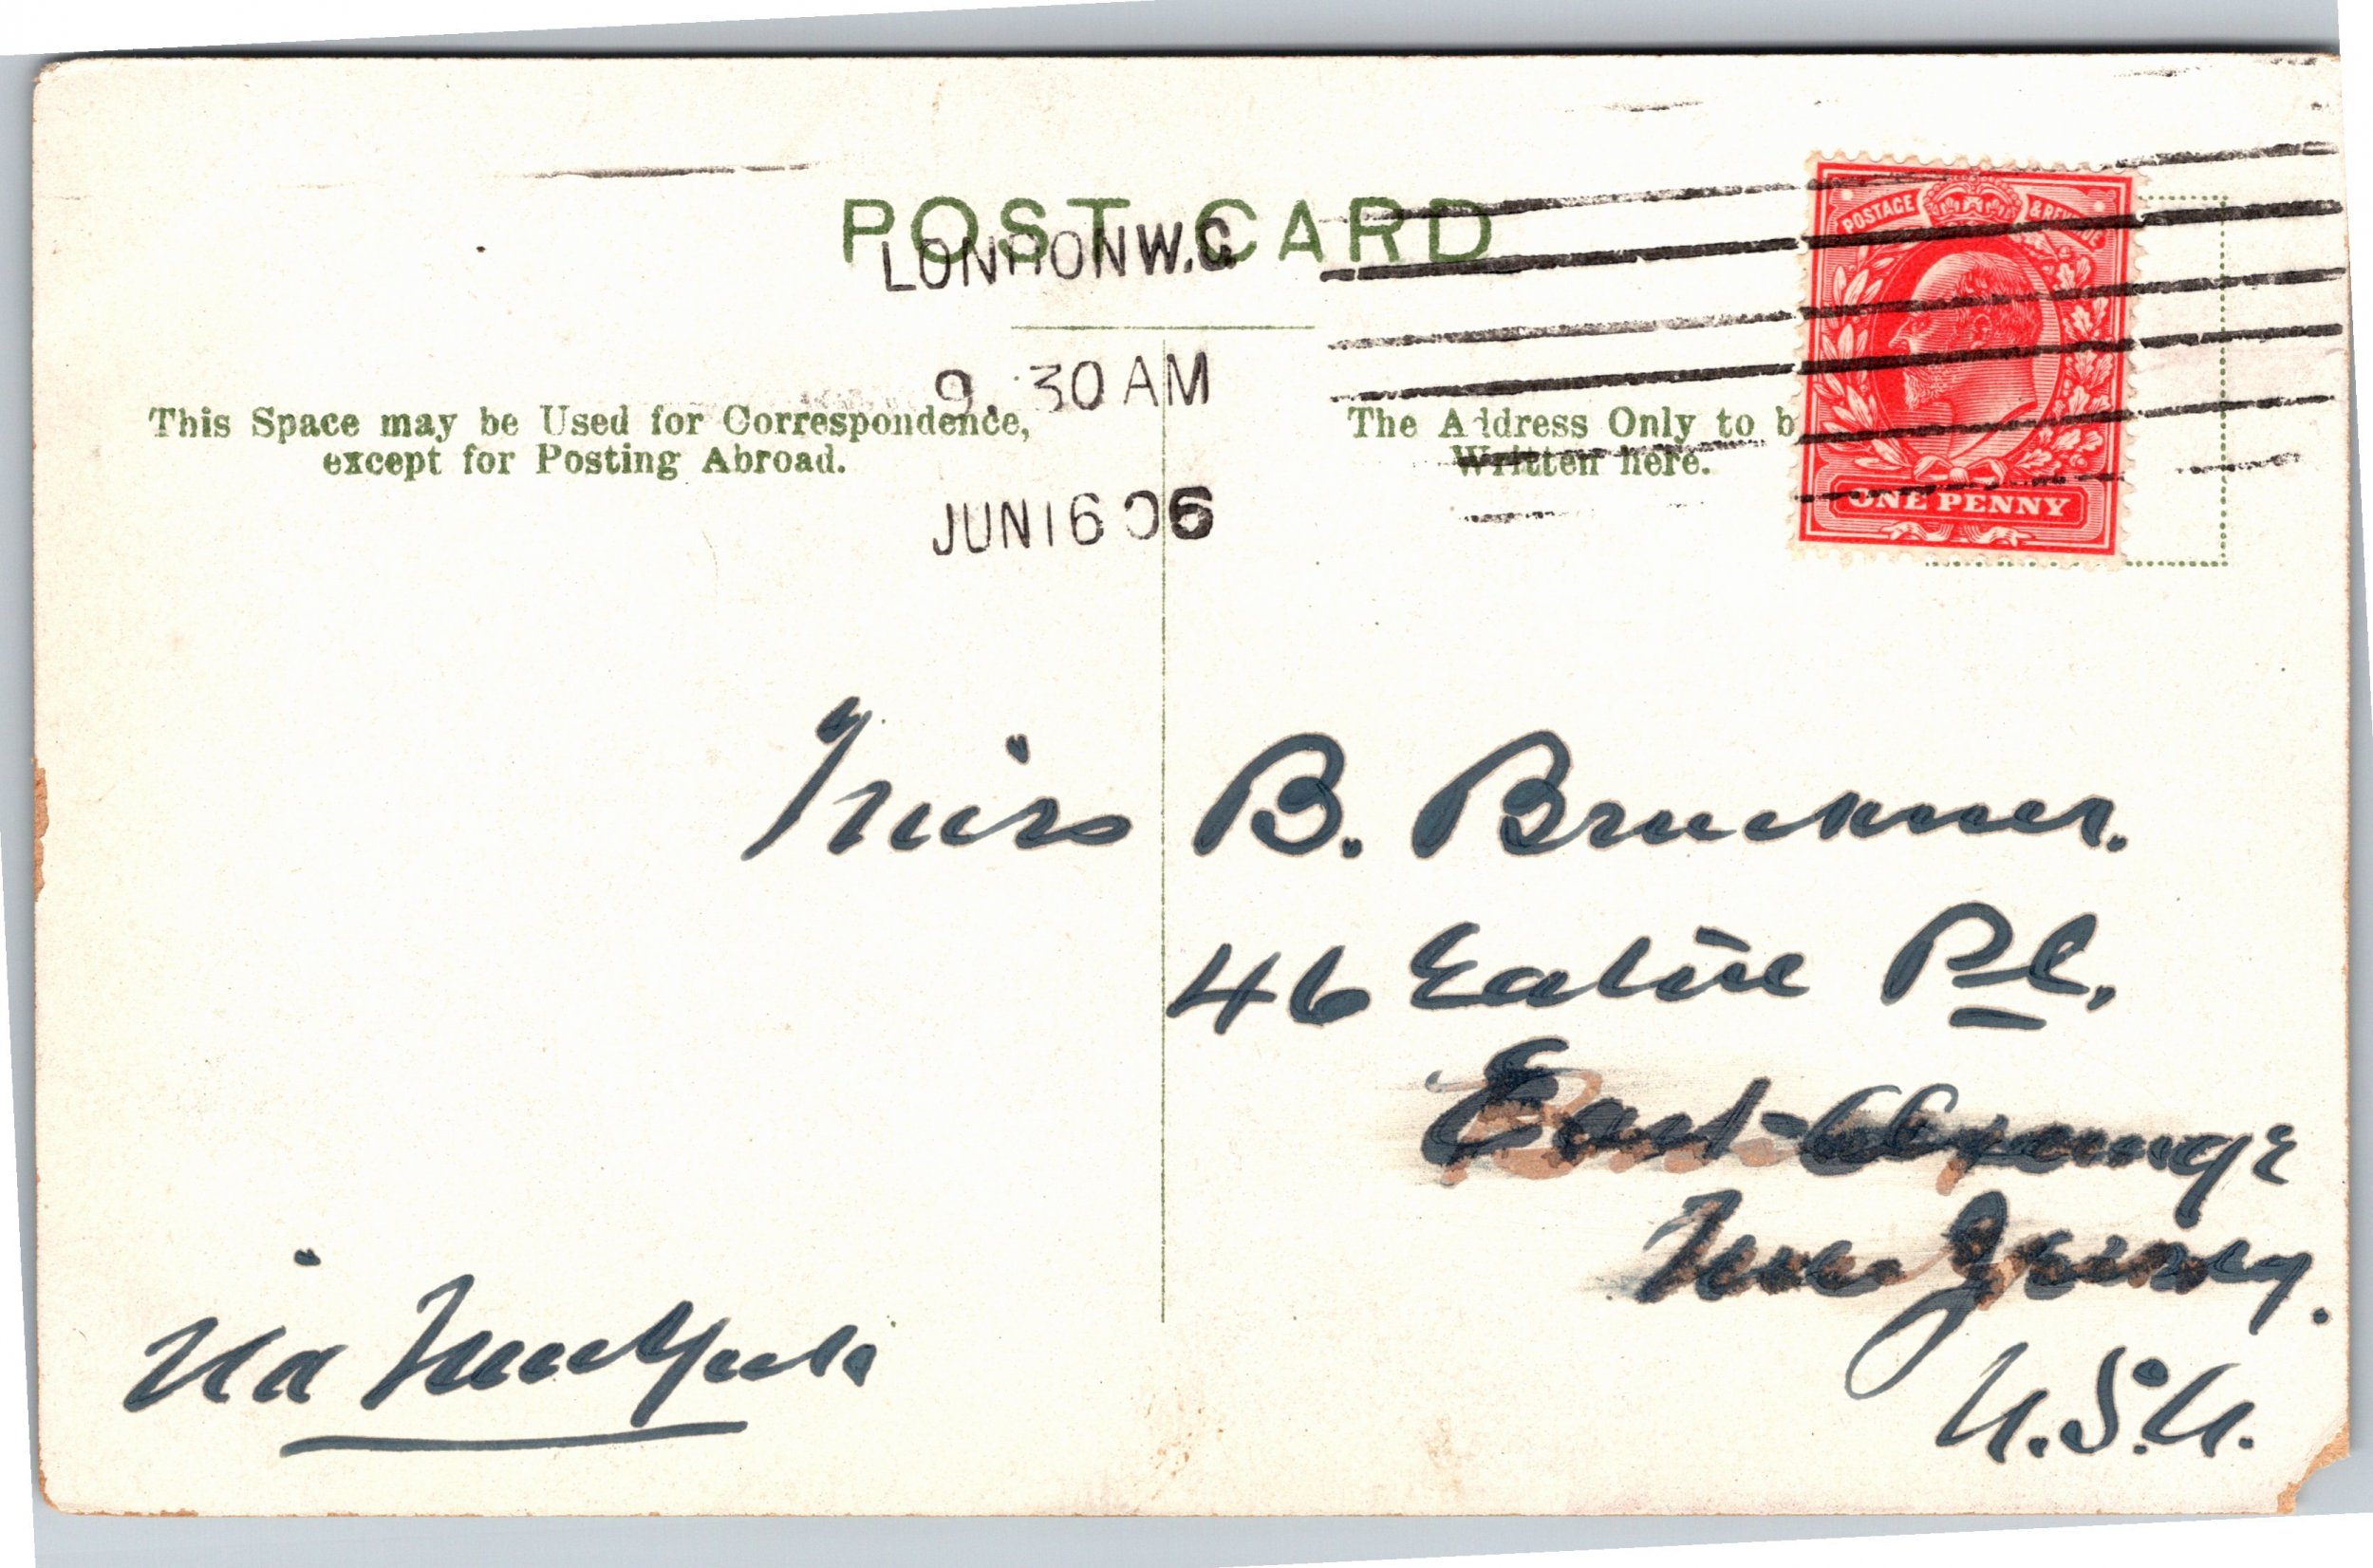 POST CARD
LONDON W.C
9. 30 AM
JUN 16 06
POSTAGE & REVENUE
ONE PENNY
This Space may be Used for Correspondence,
except for Posting Abroad.
The Address Only to b
Written here.
Miss B. Bruckner.
46 Pl.
East Orange
New Jersey.
U.S.A.
Via New York